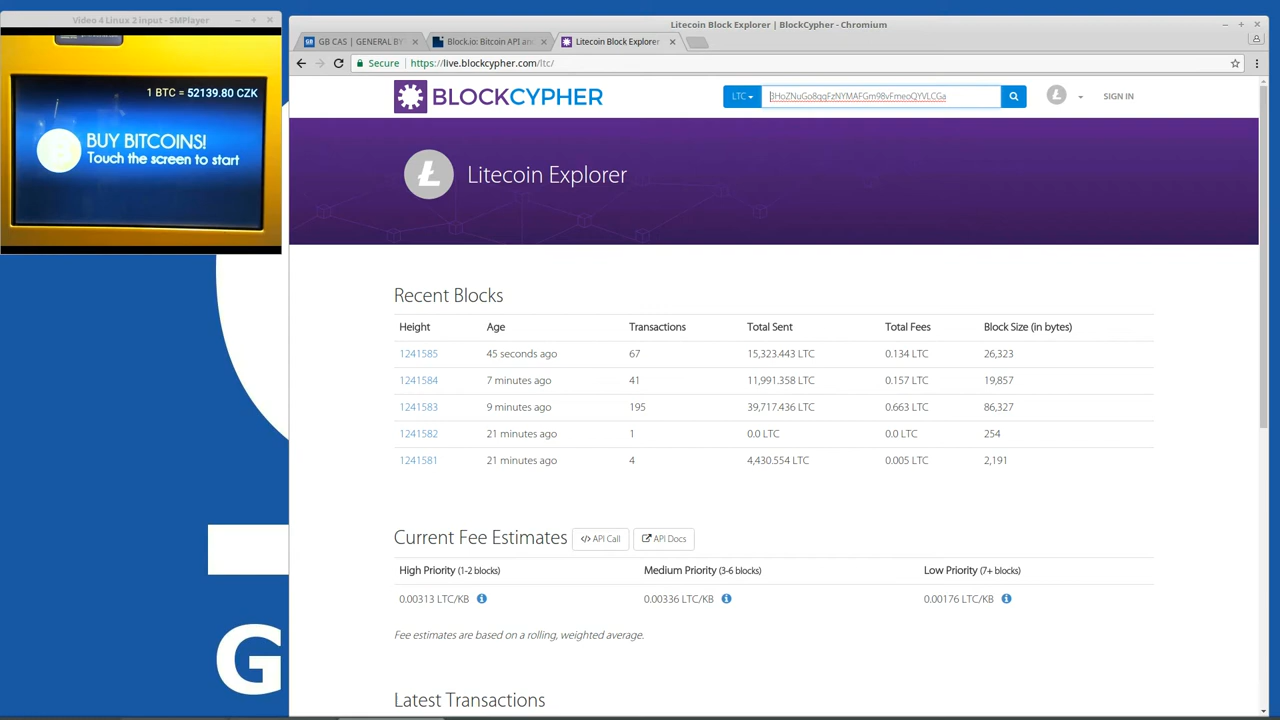 Video 4 Linux 2 input - SMPlayer
1 BTC = 52139.80 CZK
BUY BITCOINS!
Touch the screen to start
Litecoin Block Explorer | BlockCypher - Chromium
GB CAS | GENERAL BY
Block.io: Bitcoin API an
Litecoin Block Explorer
Secure
https://live.blockcypher.com/ltc/
BLOCKCYPHER
LTC
3HoZNuGo8qqFzNYMAFGm98vFmeoQYVLCGa
SIGN IN
Litecoin Explorer
Recent Blocks
Height Age Transactions Total Sent Total Fees Block Size (in bytes)
1241585 45 seconds ago 67 15,323.443 LTC 0.134 LTC 26,323
1241584 7 minutes ago 41 11,991.358 LTC 0.157 LTC 19,857
1241583 9 minutes ago 195 39,717.436 LTC 0.663 LTC 86,327
1241582 21 minutes ago 1 0.0 LTC 0.0 LTC 254
1241581 21 minutes ago 4 4,430.554 LTC 0.005 LTC 2,191
Current Fee Estimates API Call API Docs
High Priority (1-2 blocks) Medium Priority (3-6 blocks) Low Priority (7+ blocks)
0.00313 LTC/KB 0.00336 LTC/KB 0.00176 LTC/KB
Fee estimates are based on a rolling, weighted average.
Latest Transactions
G